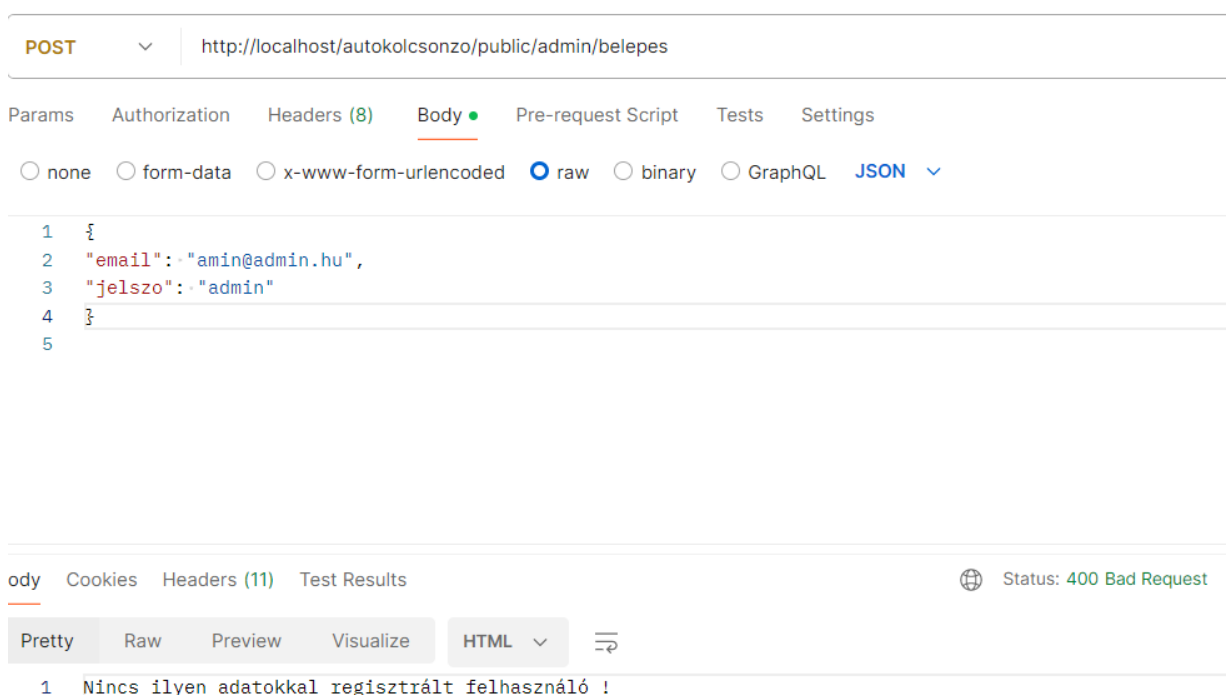 POST http://localhost/autokolcsonzo/public/admin/belepes
Params Authorization Headers (8) Body Pre-request Script Tests Settings
none form-data x-www-form-urlencoded raw binary GraphQL JSON
1 {
2 "email": "amin@admin.hu",
3 "jelszo": "admin"
4 }
5
ody Cookies Headers (11) Test Results Status: 400 Bad Request
Pretty Raw Preview Visualize HTML
1 Nincs ilyen adatokkal regisztrált felhasználó !